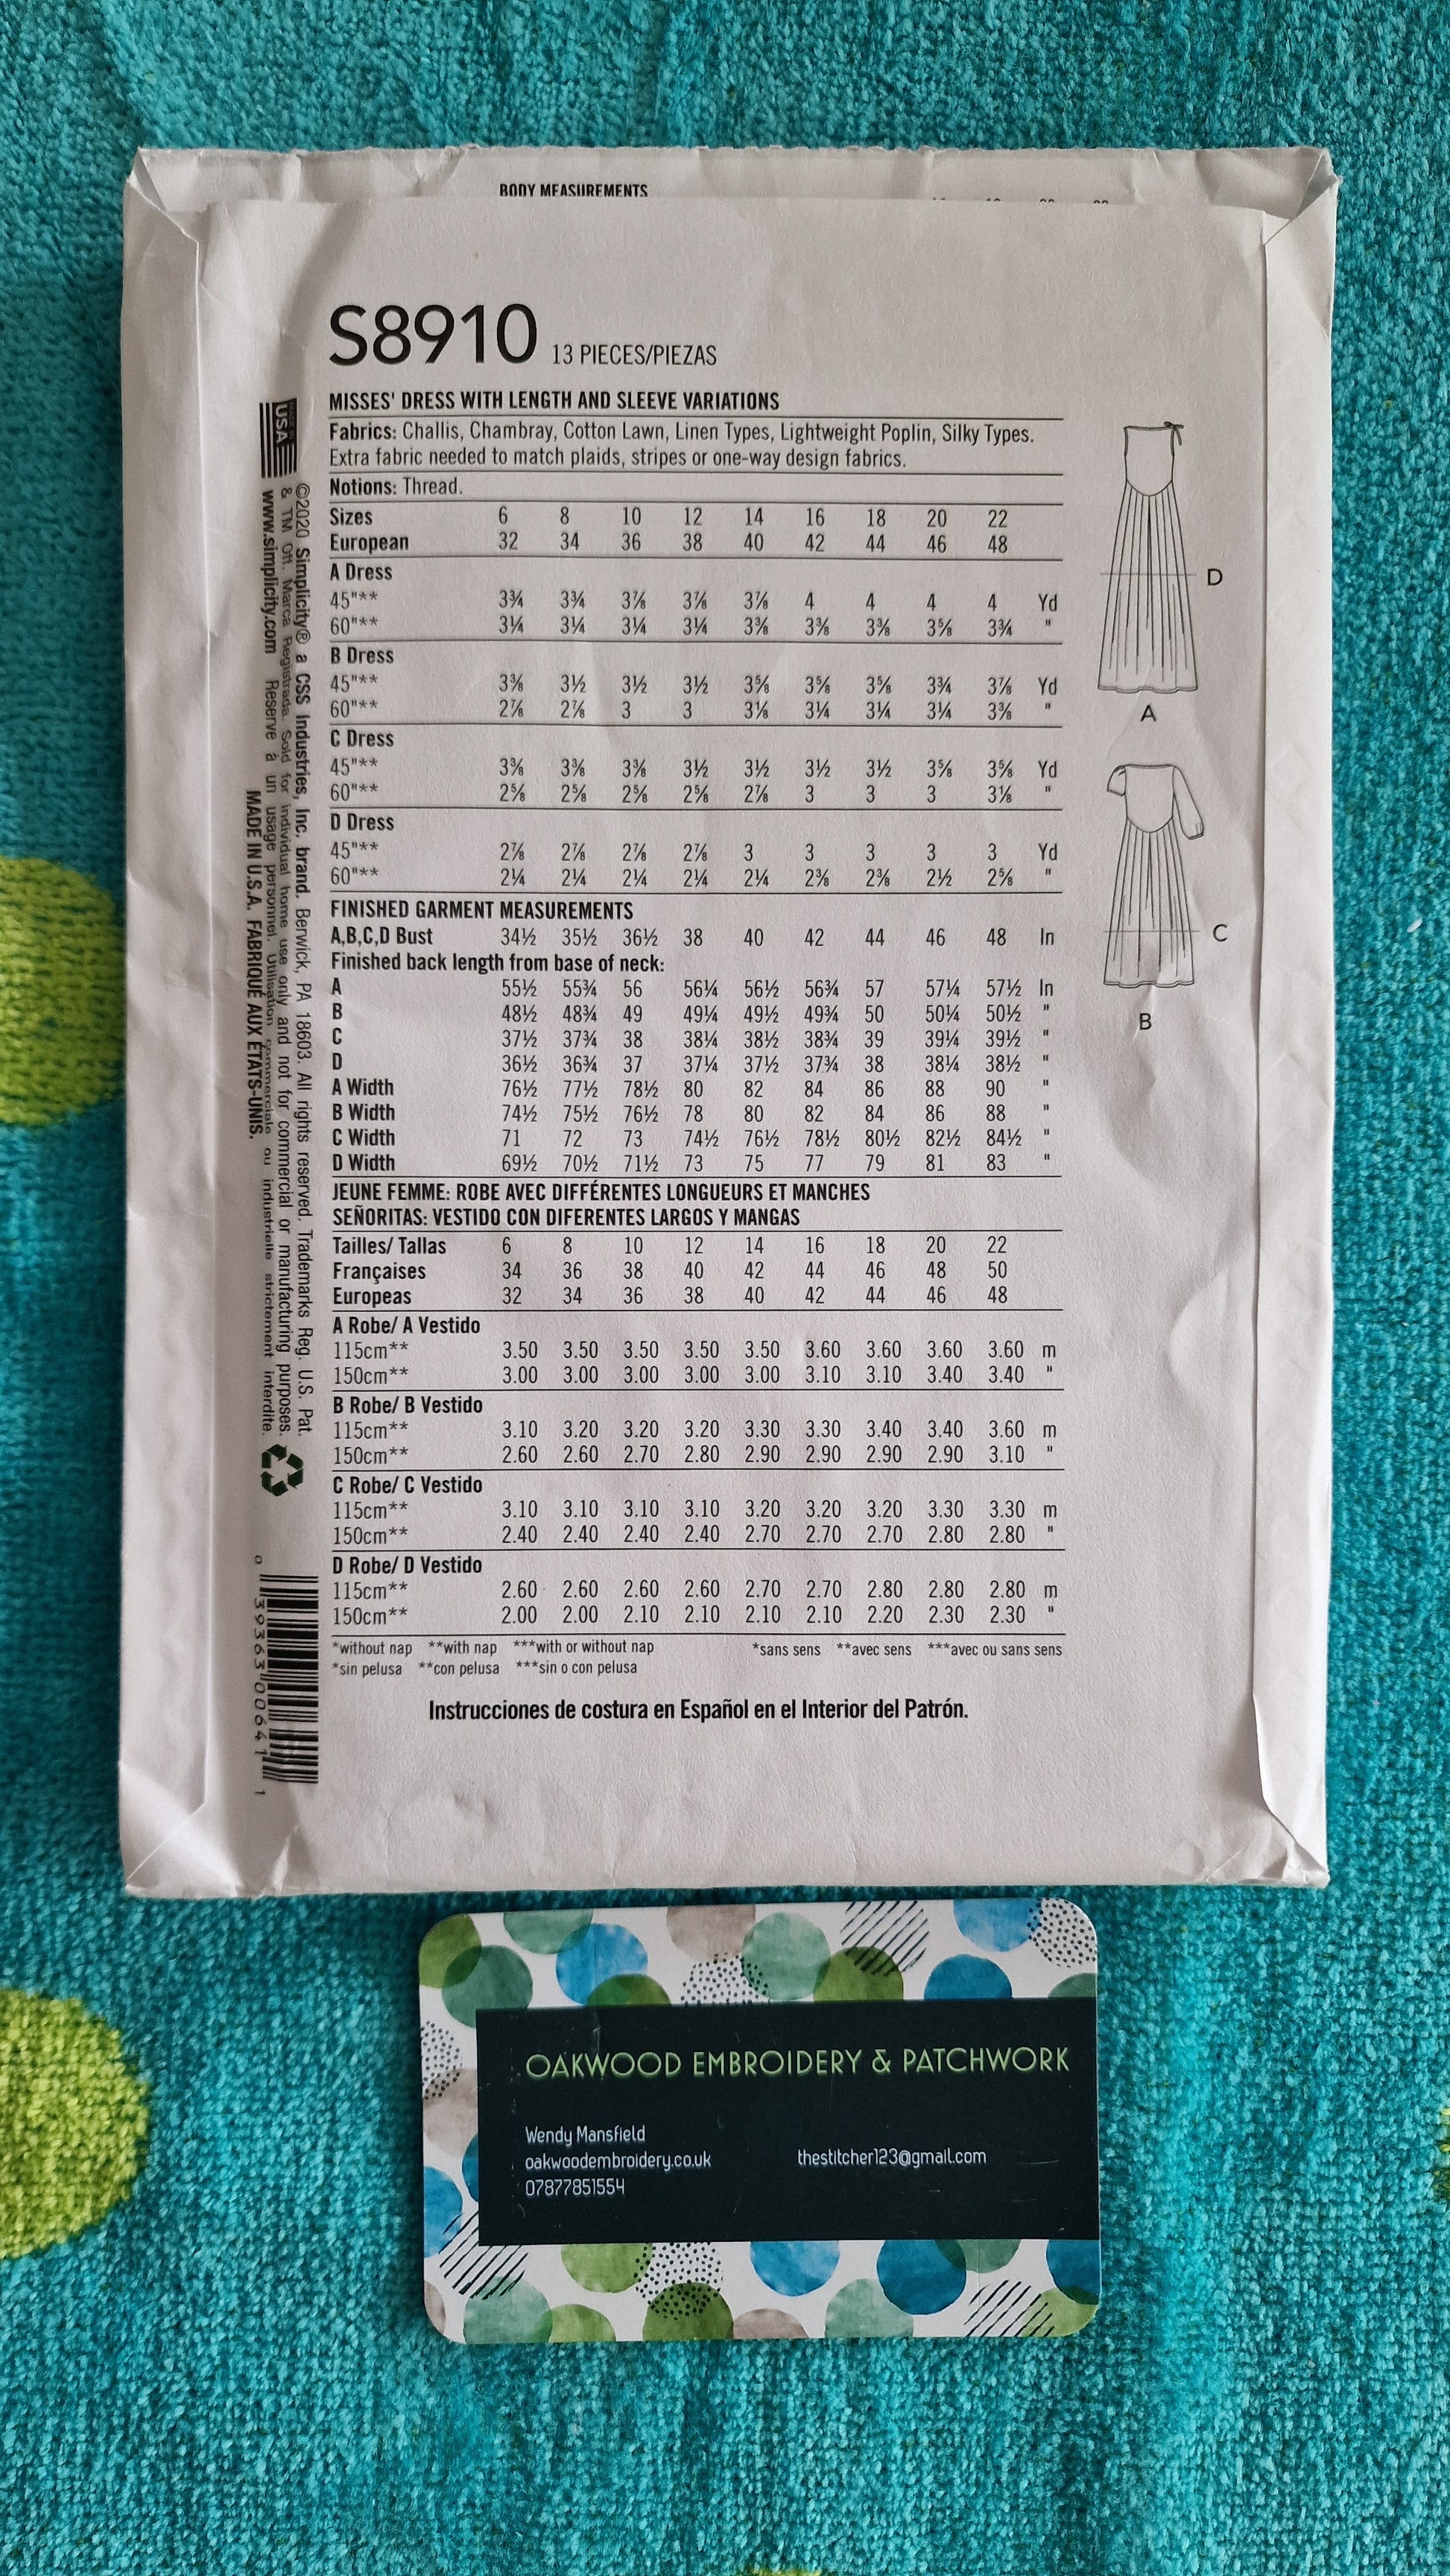 BODY MEASUREMENTS
S8910 13 PIECES/PIEZAS
MISSES' DRESS WITH LENGTH AND SLEEVE VARIATIONS
Fabrics: Challis, Chambray, Cotton Lawn, Linen Types, Lightweight Poplin, Silky Types.
Extra fabric needed to match plaids, stripes or one-way design fabrics.
Notions: Thread.
Sizes 6 8 10 12 14 16 18 20 22
European 32 34 36 38 40 42 44 46 48
A Dress
45"** 3¾ 3¾ 3⅞ 3⅞ 3⅞ 4 4 4 4 Yd
60"** 3¼ 3¼ 3¼ 3¼ 3⅜ 3⅜ 3⅜ 3⅝ 3¾ "
B Dress
45"** 3⅜ 3½ 3½ 3½ 3⅝ 3⅝ 3⅝ 3¾ 3⅞ Yd
60"** 2⅞ 2⅞ 3 3 3⅛ 3¼ 3¼ 3¼ 3⅜ "
C Dress
45"** 3⅜ 3⅜ 3⅜ 3½ 3½ 3½ 3½ 3⅝ 3⅝ Yd
60"** 2⅝ 2⅝ 2⅝ 2⅝ 2⅞ 3 3 3 3⅛ "
D Dress
45"** 2⅞ 2⅞ 2⅞ 2⅞ 3 3 3 3 3 Yd
60"** 2¼ 2¼ 2¼ 2¼ 2¼ 2⅜ 2⅜ 2½ 2⅝ "
FINISHED GARMENT MEASUREMENTS
A,B,C,D Bust 34½ 35½ 36½ 38 40 42 44 46 48 In
Finished back length from base of neck:
A 55½ 55¾ 56 56¼ 56½ 56¾ 57 57¼ 57½ In
B 48½ 48¾ 49 49¼ 49½ 49¾ 50 50¼ 50½ "
C 37½ 37¾ 38 38¼ 38½ 38¾ 39 39¼ 39½ "
D 36½ 36¾ 37 37¼ 37½ 37¾ 38 38¼ 38½ "
A Width 76½ 77½ 78½ 80 82 84 86 88 90 "
B Width 74½ 75½ 76½ 78 80 82 84 86 88 "
C Width 71 72 73 74½ 76½ 78½ 80½ 82½ 84½ "
D Width 69½ 70½ 71½ 73 75 77 79 81 83 "
JEUNE FEMME: ROBE AVEC DIFFÉRENTES LONGUEURS ET MANCHES
SEÑORITAS: VESTIDO CON DIFERENTES LARGOS Y MANGAS
Tailles/ Tallas 6 8 10 12 14 16 18 20 22
Françaises 34 36 38 40 42 44 46 48 50
Europeas 32 34 36 38 40 42 44 46 48
A Robe/ A Vestido
115cm** 3.50 3.50 3.50 3.50 3.50 3.60 3.60 3.60 3.60 m
150cm** 3.00 3.00 3.00 3.00 3.00 3.10 3.10 3.40 3.40 "
B Robe/ B Vestido
115cm** 3.10 3.20 3.20 3.20 3.30 3.30 3.40 3.40 3.60 m
150cm** 2.60 2.60 2.70 2.80 2.90 2.90 2.90 2.90 3.10 "
C Robe/ C Vestido
115cm** 3.10 3.10 3.10 3.10 3.20 3.20 3.20 3.30 3.30 m
150cm** 2.40 2.40 2.40 2.40 2.70 2.70 2.70 2.80 2.80 "
D Robe/ D Vestido
115cm** 2.60 2.60 2.60 2.60 2.70 2.70 2.80 2.80 2.80 m
150cm** 2.00 2.00 2.10 2.10 2.10 2.10 2.20 2.30 2.30 "
*without nap **with nap ***with or without nap *sans sens **avec sens ***avec ou sans sens
*sin pelusa **con pelusa ***sin o con pelusa
Instrucciones de costura en Español en el Interior del Patrón.
D
A
C
B
USA
©2020 Simplicity® a CSS Industries, Inc. brand. Berwick, PA 18603. All rights reserved. Trademarks Reg. U.S. Pat.
& TM Off. Marca Registrada. Sold for individual home use only and not for commercial or manufacturing purposes.
www.simplicity.com Reserve à un usage personnel. Utilisation commerciale ou industrielle strictement interdite.
MADE IN U.S.A. FABRIQUÉ AUX ÉTATS-UNIS.
0 39363 00641 1
OAKWOOD EMBROIDERY & PATCHWORK
Wendy Mansfield
oakwoodembroidery.co.uk thestitcher123@gmail.com
07877851554